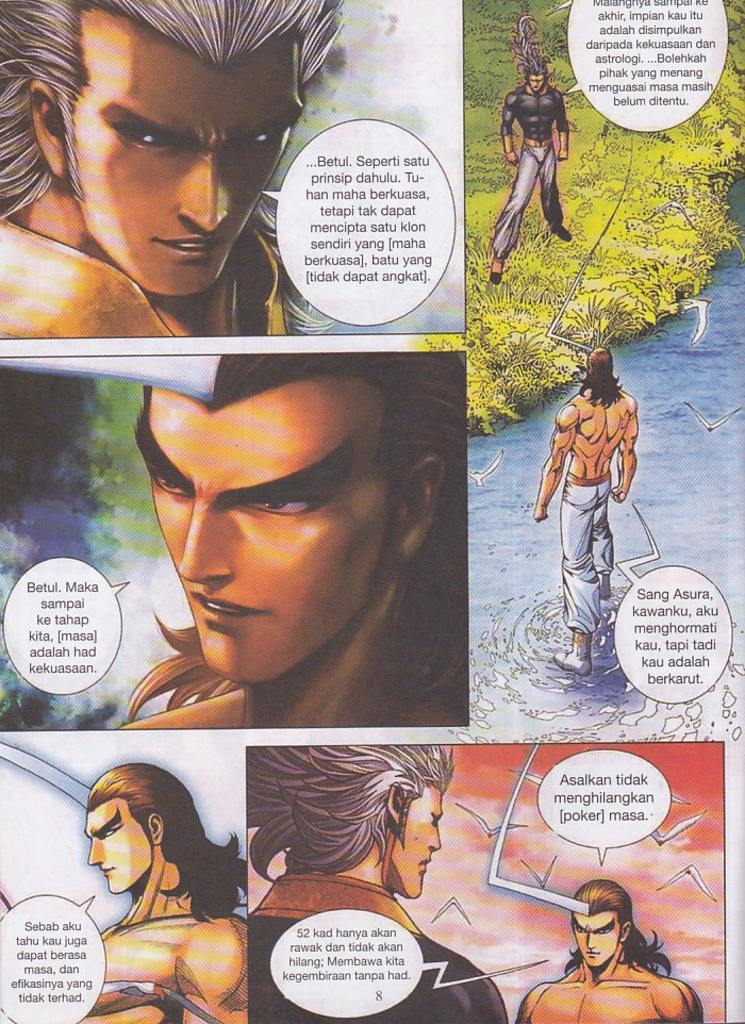 ...Betul. Seperti satu
prinsip dahulu. Tu-
han maha berkuasa,
tetapi tak dapat
mencipta satu klon
sendiri yang [maha
berkuasa], batu yang
[tidak dapat angkat].
Malangnya sampai ke
akhir, impian kau itu
adalah disimpulkan
daripada kekuasaan dan
astrologi. ...Bolehkah
pihak yang menang
menguasai masa masih
belum ditentu.
Betul. Maka
sampai
ke tahap
kita, [masa]
adalah had
kekuasaan.
Sang Asura,
kawanku, aku
menghormati
kau, tapi tadi
kau adalah
berkarut.
Sebab aku
tahu kau juga
dapat berasa
masa, dan
efikasinya yang
tidak terhad.
Asalkan tidak
menghilangkan
[poker] masa.
52 kad hanya akan
rawak dan tidak akan
hilang; Membawa kita
kegembiraan tanpa had.
8